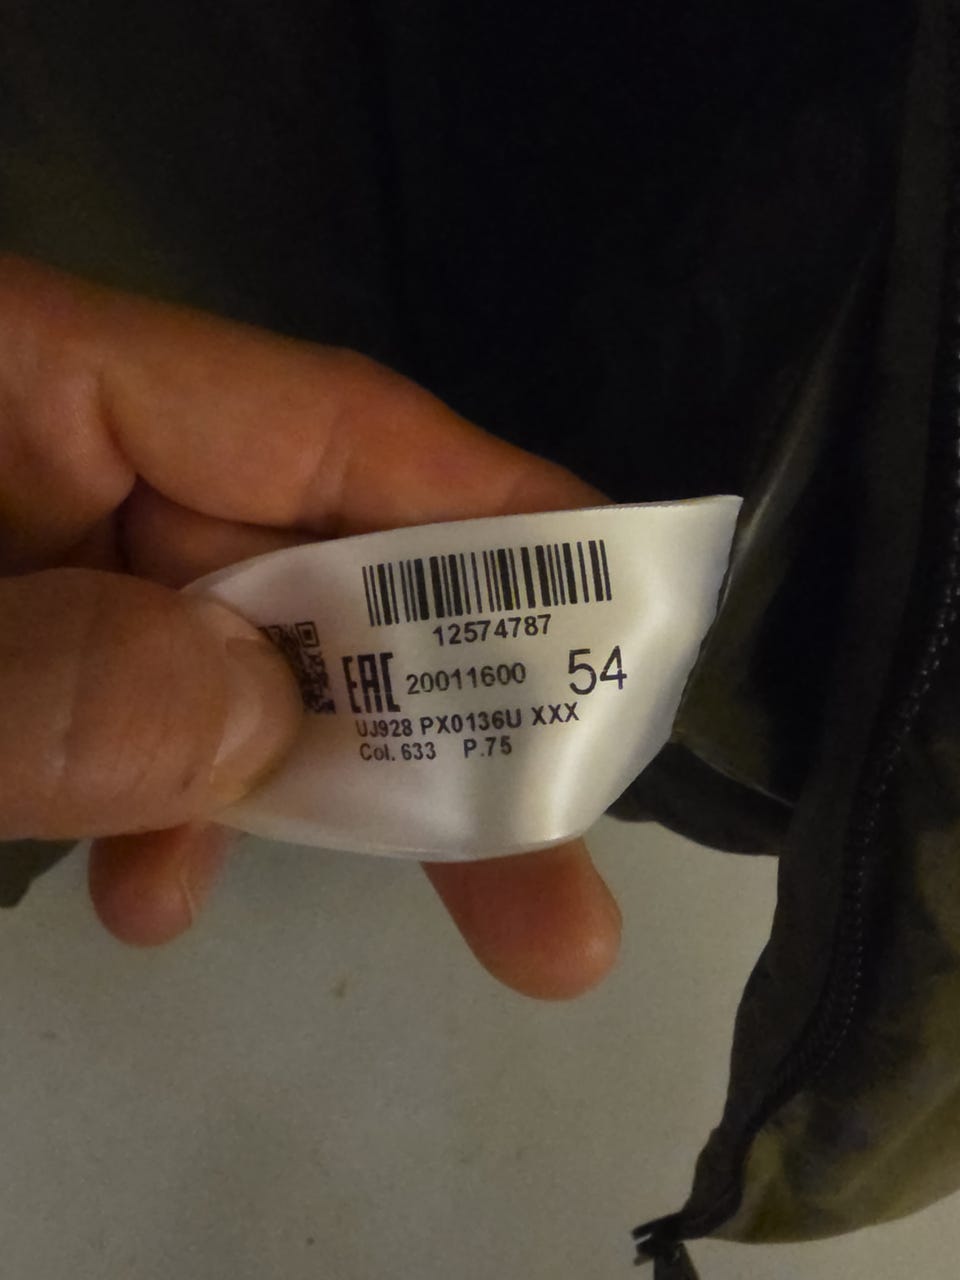 12574787
EAC 20011600 54
UJ928 PX0136U XXX
Col. 633 P.75